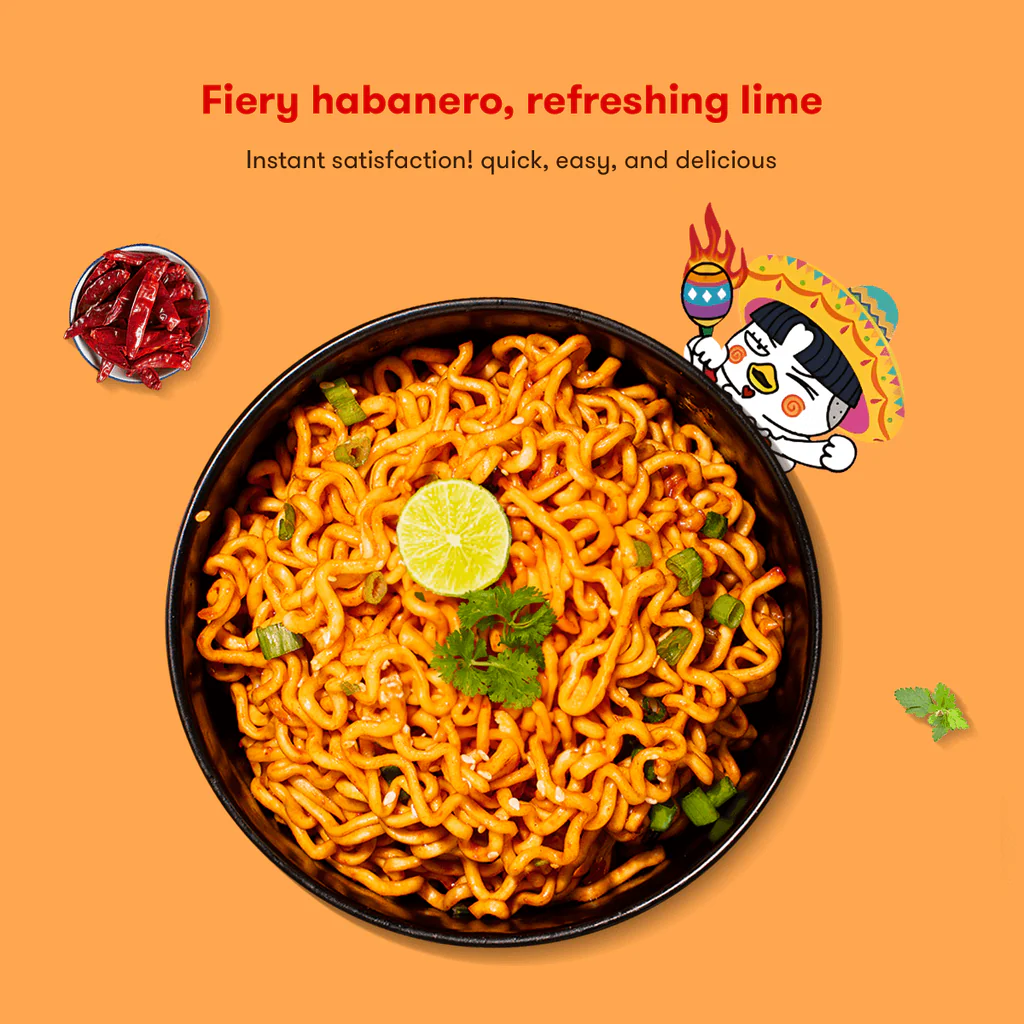 Fiery habanero, refreshing lime
Instant satisfaction! quick, easy, and delicious